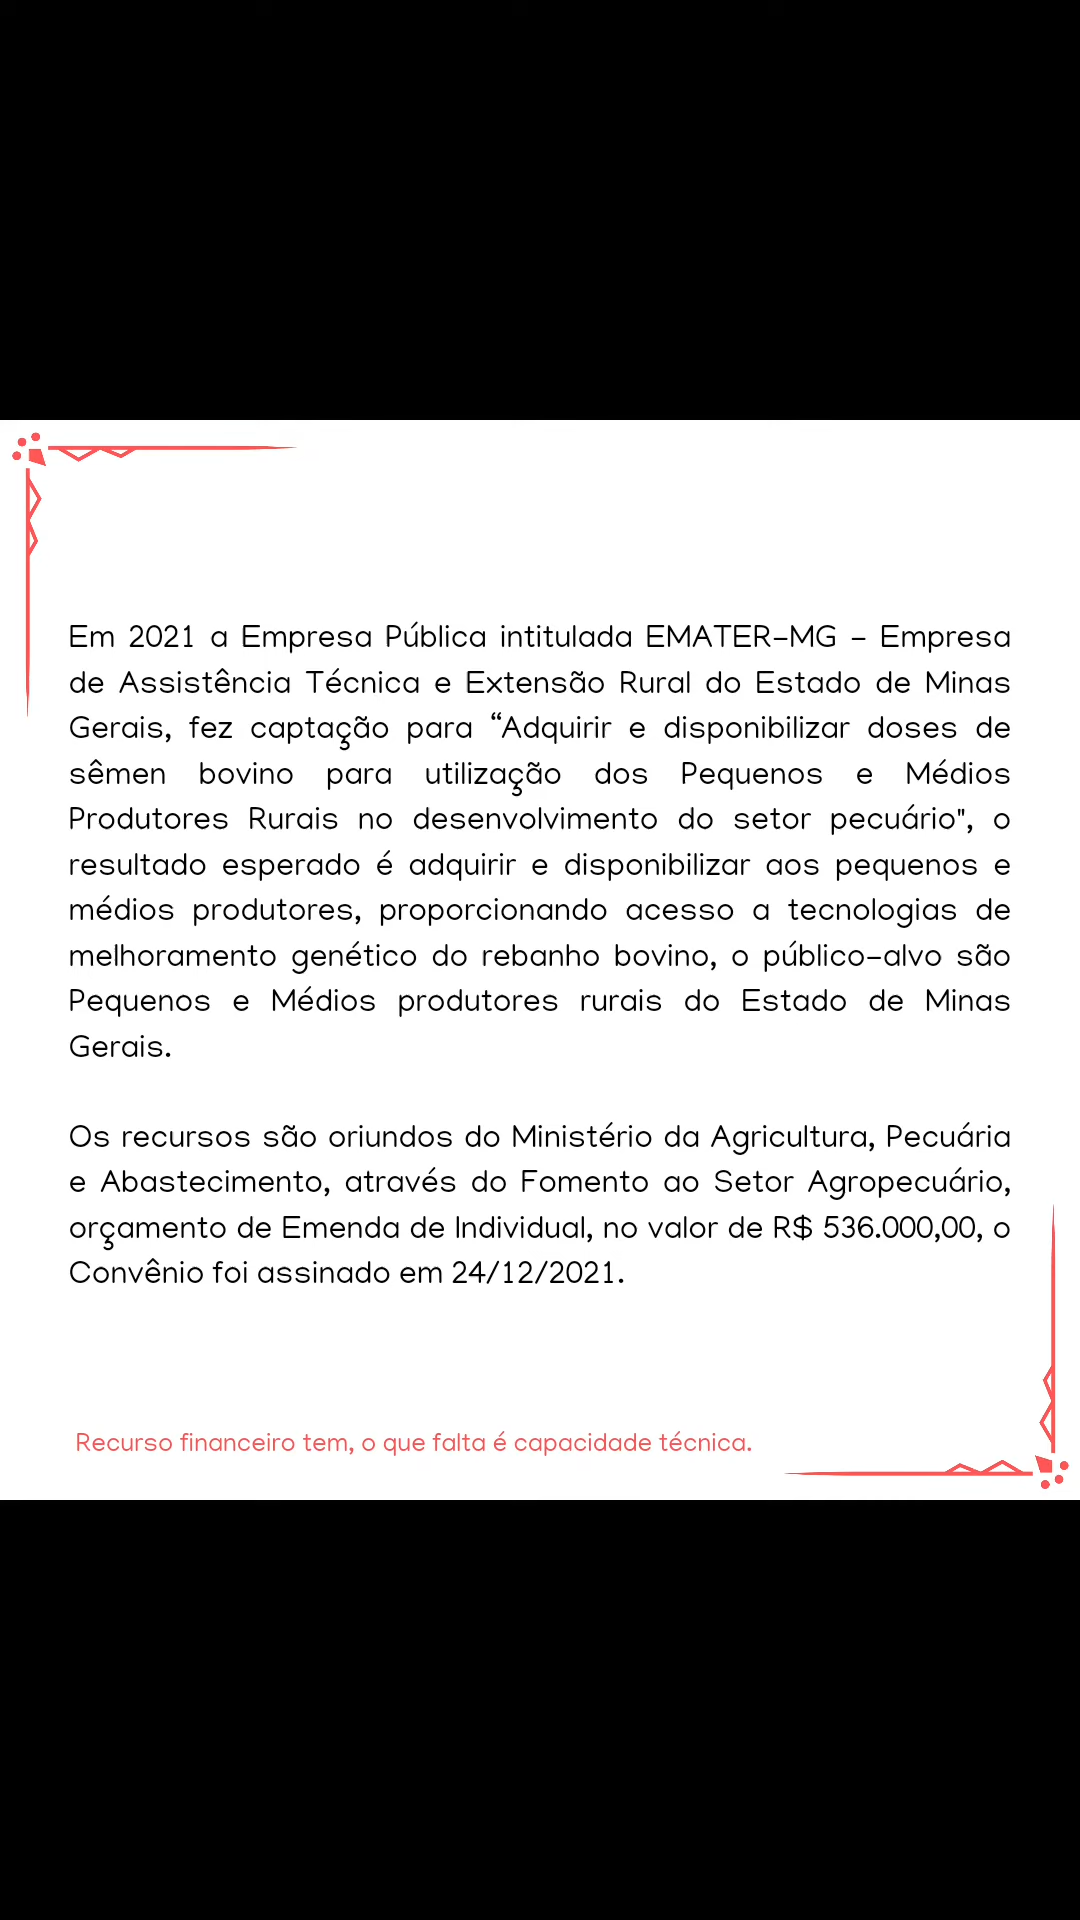 Em 2021 a Empresa Pública intitulada EMATER-MG - Empresa
de Assistência Técnica e Extensão Rural do Estado de Minas
Gerais, fez captação para “Adquirir e disponibilizar doses de
sêmen bovino para utilização dos Pequenos e Médios
Produtores Rurais no desenvolvimento do setor pecuário", o
resultado esperado é adquirir e disponibilizar aos pequenos e
médios produtores, proporcionando acesso a tecnologias de
melhoramento genético do rebanho bovino, o público-alvo são
Pequenos e Médios produtores rurais do Estado de Minas
Gerais.
Os recursos são oriundos do Ministério da Agricultura, Pecuária
e Abastecimento, através do Fomento ao Setor Agropecuário,
orçamento de Emenda de Individual, no valor de R$ 536.000,00, o
Convênio foi assinado em 24/12/2021.
Recurso financeiro tem, o que falta é capacidade técnica.